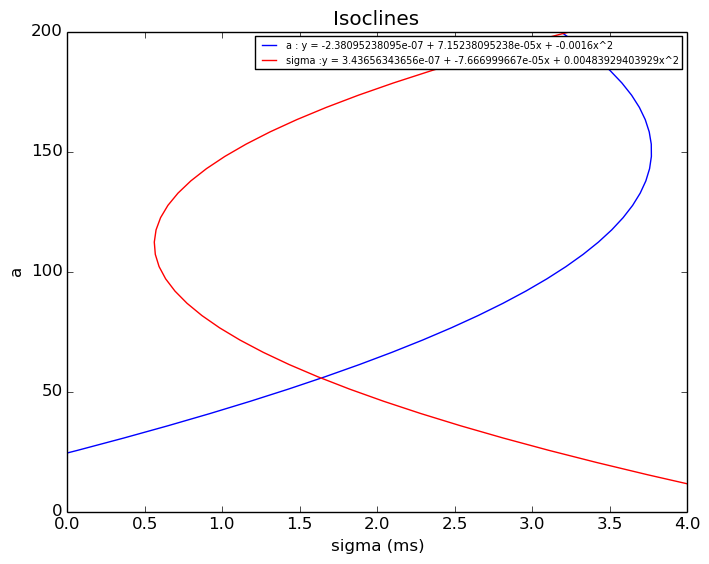 Isoclines
a : y = -2.38095238095e-07 + 7.15238095238e-05x + -0.0016x^2
sigma :y = 3.43656343656e-07 + -7.666999667e-05x + 0.00483929403929x^2
200
150
100
50
0
a
0.0 0.5 1.0 1.5 2.0 2.5 3.0 3.5 4.0
sigma (ms)